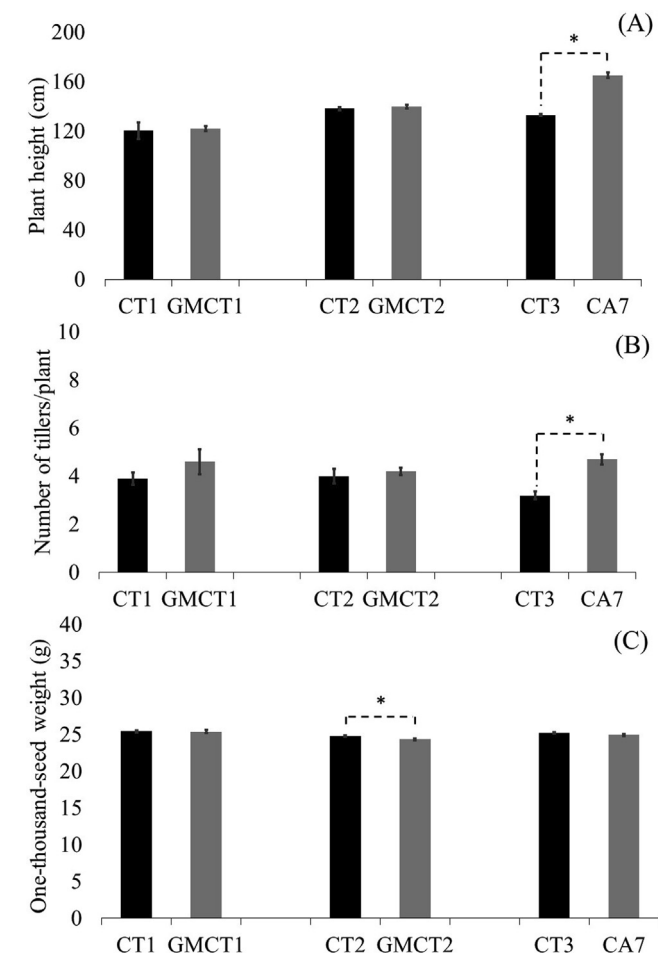 (A)
Plant height (cm)
200
160
120
80
40
0
*
CT1 GMCT1 CT2 GMCT2 CT3 CA7
(B)
Number of tillers/plant
10
8
6
4
2
0
*
CT1 GMCT1 CT2 GMCT2 CT3 CA7
(C)
One-thousand-seed weight (g)
40
35
30
25
20
15
10
5
0
*
CT1 GMCT1 CT2 GMCT2 CT3 CA7